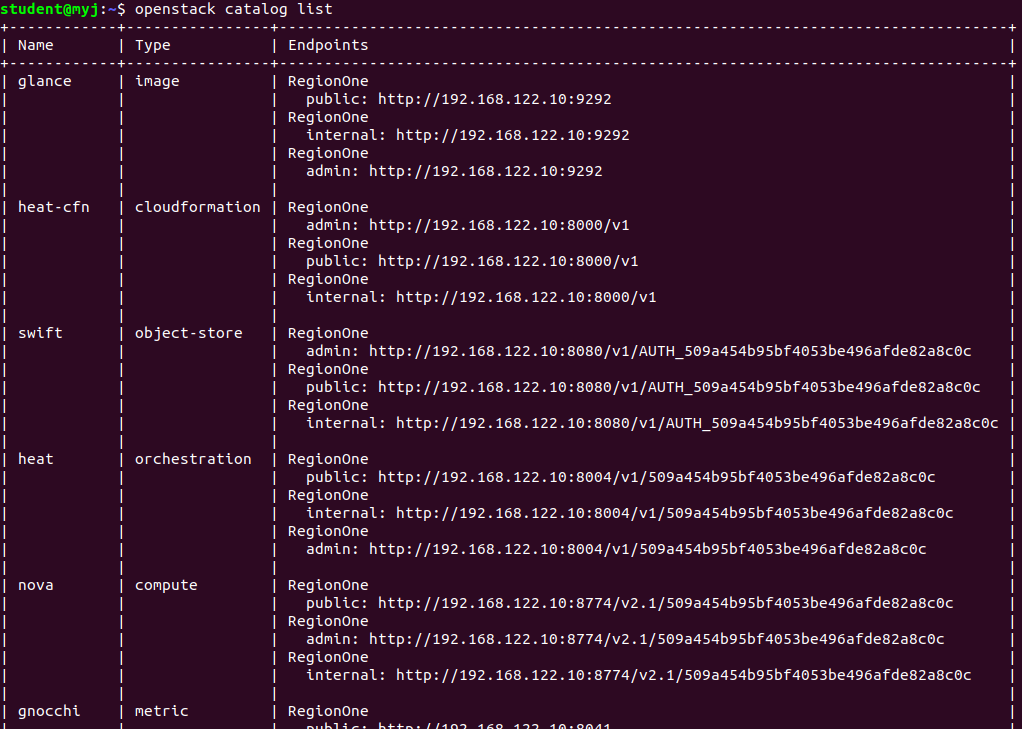 student@myj:~$ openstack catalog list
+------------+----------------+---------------------------------------------------------------------------------+
| Name       | Type           | Endpoints                                                                       |
+------------+----------------+---------------------------------------------------------------------------------+
| glance     | image          | RegionOne                                                                       |
|            |                |   public: http://192.168.122.10:9292                                            |
|            |                | RegionOne                                                                       |
|            |                |   internal: http://192.168.122.10:9292                                          |
|            |                | RegionOne                                                                       |
|            |                |   admin: http://192.168.122.10:9292                                             |
|            |                |                                                                                 |
| heat-cfn   | cloudformation | RegionOne                                                                       |
|            |                |   admin: http://192.168.122.10:8000/v1                                          |
|            |                | RegionOne                                                                       |
|            |                |   public: http://192.168.122.10:8000/v1                                         |
|            |                | RegionOne                                                                       |
|            |                |   internal: http://192.168.122.10:8000/v1                                       |
|            |                |                                                                                 |
| swift      | object-store   | RegionOne                                                                       |
|            |                |   admin: http://192.168.122.10:8080/v1/AUTH_509a454b95bf4053be496afde82a8c0c    |
|            |                | RegionOne                                                                       |
|            |                |   public: http://192.168.122.10:8080/v1/AUTH_509a454b95bf4053be496afde82a8c0c   |
|            |                | RegionOne                                                                       |
|            |                |   internal: http://192.168.122.10:8080/v1/AUTH_509a454b95bf4053be496afde82a8c0c |
|            |                |                                                                                 |
| heat       | orchestration  | RegionOne                                                                       |
|            |                |   public: http://192.168.122.10:8004/v1/509a454b95bf4053be496afde82a8c0c        |
|            |                | RegionOne                                                                       |
|            |                |   internal: http://192.168.122.10:8004/v1/509a454b95bf4053be496afde82a8c0c      |
|            |                | RegionOne                                                                       |
|            |                |   admin: http://192.168.122.10:8004/v1/509a454b95bf4053be496afde82a8c0c         |
|            |                |                                                                                 |
| nova       | compute        | RegionOne                                                                       |
|            |                |   public: http://192.168.122.10:8774/v2.1/509a454b95bf4053be496afde82a8c0c      |
|            |                | RegionOne                                                                       |
|            |                |   admin: http://192.168.122.10:8774/v2.1/509a454b95bf4053be496afde82a8c0c       |
|            |                | RegionOne                                                                       |
|            |                |   internal: http://192.168.122.10:8774/v2.1/509a454b95bf4053be496afde82a8c0c    |
|            |                |                                                                                 |
| gnocchi    | metric         | RegionOne                                                                       |
|            |                |   public: http://192.168.122.10:8041                                            |